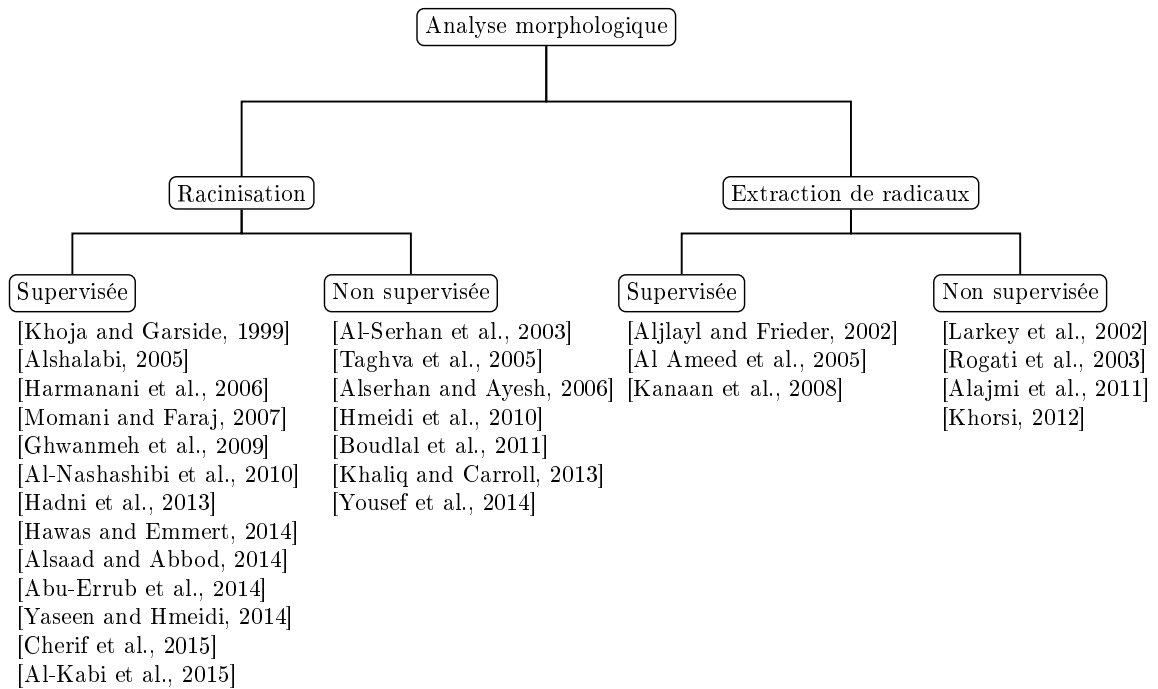 Analyse morphologique
Racinisation
Extraction de radicaux
Supervisée
[Khoja and Garside, 1999]
[Alshalabi, 2005]
[Harmanani et al., 2006]
[Momani and Faraj, 2007]
[Ghwanmeh et al., 2009]
[Al-Nashashibi et al., 2010]
[Hadni et al., 2013]
[Hawas and Emmert, 2014]
[Alsaad and Abbod, 2014]
[Abu-Errub et al., 2014]
[Yaseen and Hmeidi, 2014]
[Cherif et al., 2015]
[Al-Kabi et al., 2015]
Non supervisée
[Al-Serhan et al., 2003]
[Taghva et al., 2005]
[Alserhan and Ayesh, 2006]
[Hmeidi et al., 2010]
[Boudlal et al., 2011]
[Khaliq and Carroll, 2013]
[Yousef et al., 2014]
Supervisée
[Aljlayl and Frieder, 2002]
[Al Ameed et al., 2005]
[Kanaan et al., 2008]
Non supervisée
[Larkey et al., 2002]
[Rogati et al., 2003]
[Alajmi et al., 2011]
[Khorsi, 2012]